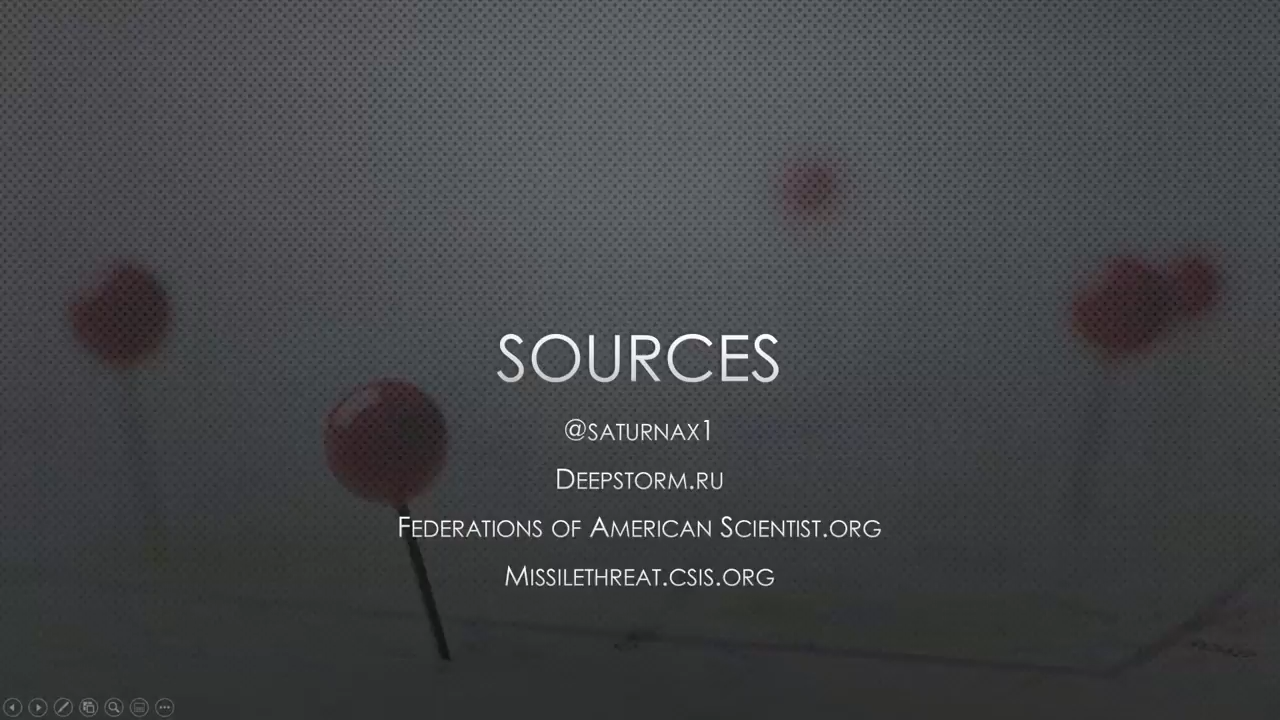 SOURCES
@SATURNAX1
DEEPSTORM.RU
FEDERATIONS OF AMERICAN SCIENTIST.ORG
MISSILETHREAT.CSIS.ORG